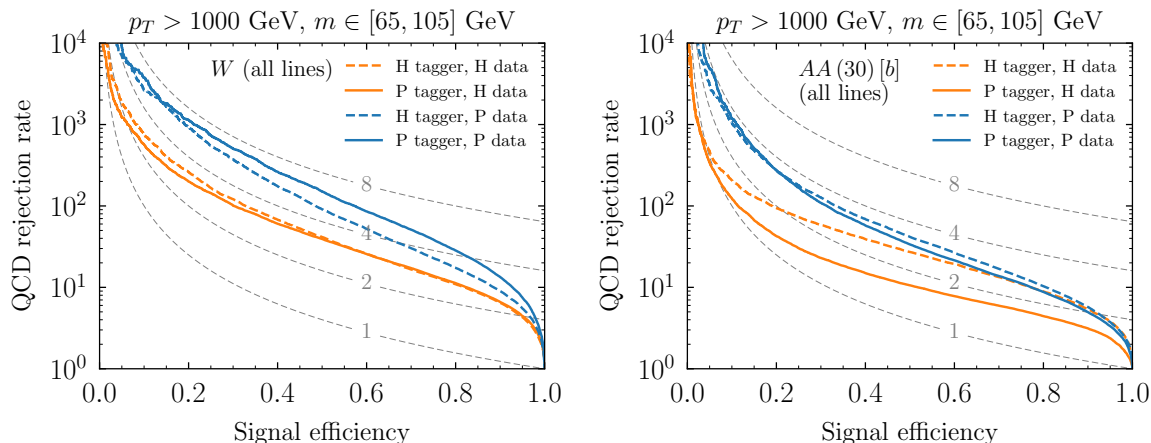 p_T > 1000 GeV, m ∈ [65, 105] GeV
QCD rejection rate
10^4
10^3
10^2
10^1
10^0
W (all lines)
H tagger, H data
P tagger, H data
H tagger, P data
P tagger, P data
8
4
2
1
0.0 0.2 0.4 0.6 0.8 1.0
Signal efficiency
p_T > 1000 GeV, m ∈ [65, 105] GeV
QCD rejection rate
10^4
10^3
10^2
10^1
10^0
AA (30) [b]
(all lines)
H tagger, H data
P tagger, H data
H tagger, P data
P tagger, P data
8
4
2
1
0.0 0.2 0.4 0.6 0.8 1.0
Signal efficiency